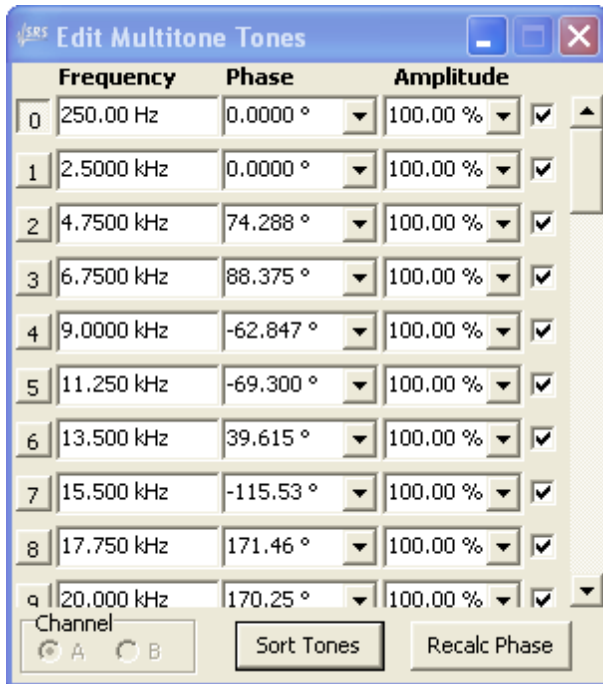 SRS Edit Multitone Tones
Frequency Phase Amplitude
0 250.00 Hz 0.0000 ° 100.00 %
1 2.5000 kHz 0.0000 ° 100.00 %
2 4.7500 kHz 74.288 ° 100.00 %
3 6.7500 kHz 88.375 ° 100.00 %
4 9.0000 kHz -62.847 ° 100.00 %
5 11.250 kHz -69.300 ° 100.00 %
6 13.500 kHz 39.615 ° 100.00 %
7 15.500 kHz -115.53 ° 100.00 %
8 17.750 kHz 171.46 ° 100.00 %
9 20.000 kHz 170.25 ° 100.00 %
Channel
A B Sort Tones Recalc Phase